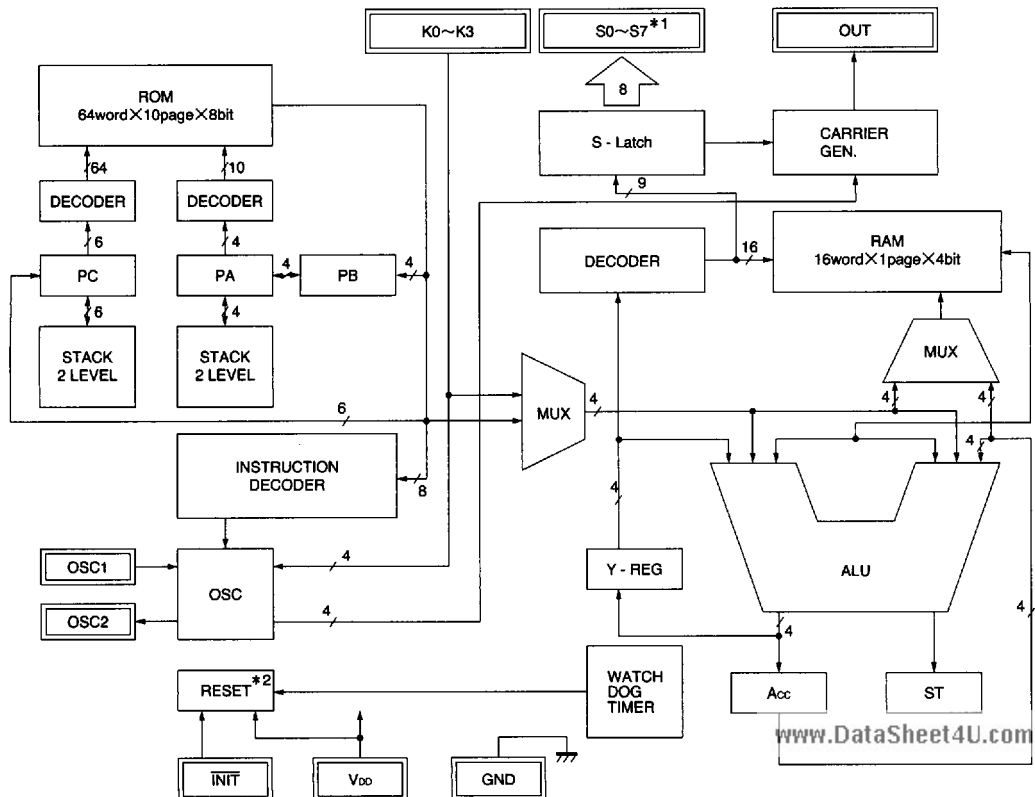 K0～K3
S0～S7*1
OUT
ROM
64word×10page×8bit
8
S - Latch
CARRIER
GEN.
64
10
9
DECODER
DECODER
6
4
DECODER
16
RAM
16word×1page×4bit
PC
PA
4
PB
4
6
4
STACK
2 LEVEL
STACK
2 LEVEL
MUX
MUX
4
4
4
6
4
INSTRUCTION
DECODER
8
4
OSC1
OSC
4
Y - REG
ALU
OSC2
4
4
4
RESET*2
WATCH
DOG
TIMER
Acc
ST
www.DataSheet4U.com
INIT
VDD
GND